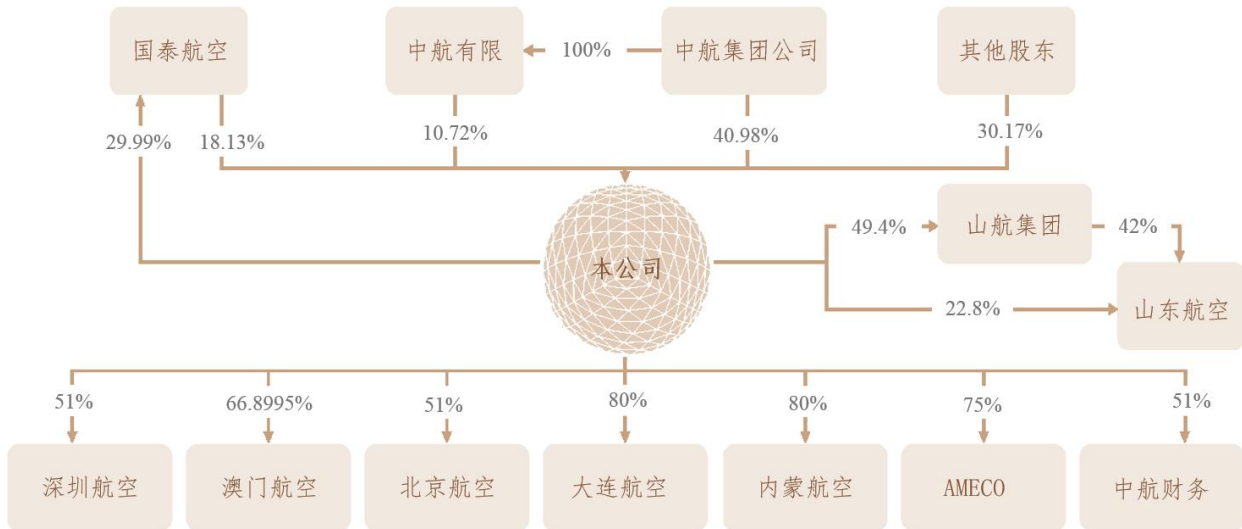 国泰航空
中航有限
100%
中航集团公司
其他股东
29.99%
18.13%
10.72%
40.98%
30.17%
本公司
49.4%
山航集团
42%
22.8%
山东航空
51%
66.8995%
51%
80%
80%
75%
51%
深圳航空
澳门航空
北京航空
大连航空
内蒙航空
AMECO
中航财务